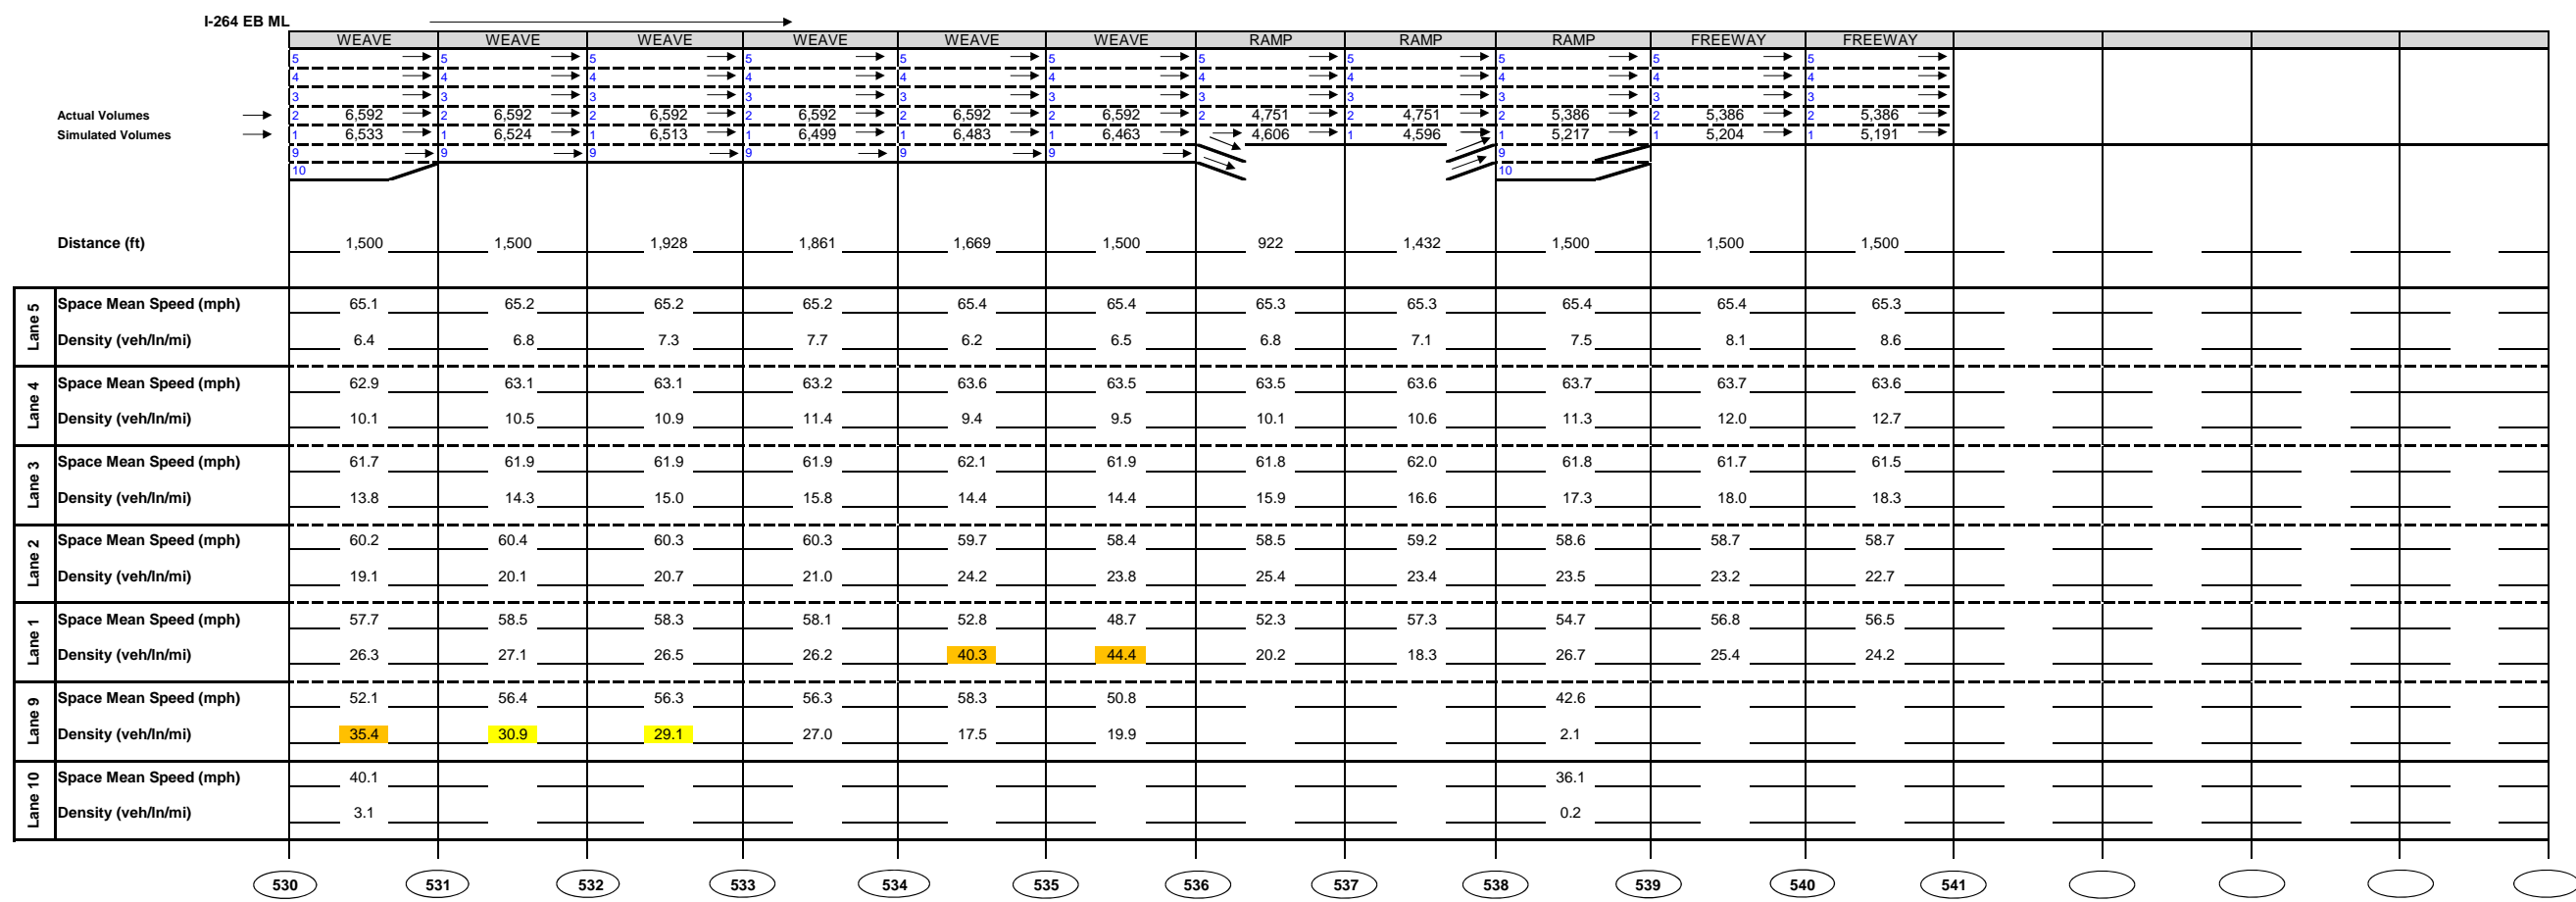 I-264 EB ML
WEAVE WEAVE WEAVE WEAVE WEAVE WEAVE RAMP RAMP RAMP FREEWAY FREEWAY
5 5 5 5 5 5 5 5 5 5 5
4 4 4 4 4 4 4 4 4 4 4
3 3 3 3 3 3 3 3 3 3 3
Actual Volumes 2 6,592 2 6,592 2 6,592 2 6,592 2 6,592 2 6,592 2 4,751 2 4,751 2 5,386 2 5,386 2 5,386
Simulated Volumes 1 6,533 1 6,524 1 6,513 1 6,499 1 6,483 1 6,463 4,606 1 4,596 1 5,217 1 5,204 1 5,191
9 9 9 9 9 9 9
10 10
Distance (ft) 1,500 1,500 1,928 1,861 1,669 1,500 922 1,432 1,500 1,500 1,500
Lane 5
Space Mean Speed (mph) 65.1 65.2 65.2 65.2 65.4 65.4 65.3 65.3 65.4 65.4 65.3
Density (veh/ln/mi) 6.4 6.8 7.3 7.7 6.2 6.5 6.8 7.1 7.5 8.1 8.6
Lane 4
Space Mean Speed (mph) 62.9 63.1 63.1 63.2 63.6 63.5 63.5 63.6 63.7 63.7 63.6
Density (veh/ln/mi) 10.1 10.5 10.9 11.4 9.4 9.5 10.1 10.6 11.3 12.0 12.7
Lane 3
Space Mean Speed (mph) 61.7 61.9 61.9 61.9 62.1 61.9 61.8 62.0 61.8 61.7 61.5
Density (veh/ln/mi) 13.8 14.3 15.0 15.8 14.4 14.4 15.9 16.6 17.3 18.0 18.3
Lane 2
Space Mean Speed (mph) 60.2 60.4 60.3 60.3 59.7 58.4 58.5 59.2 58.6 58.7 58.7
Density (veh/ln/mi) 19.1 20.1 20.7 21.0 24.2 23.8 25.4 23.4 23.5 23.2 22.7
Lane 1
Space Mean Speed (mph) 57.7 58.5 58.3 58.1 52.8 48.7 52.3 57.3 54.7 56.8 56.5
Density (veh/ln/mi) 26.3 27.1 26.5 26.2 40.3 44.4 20.2 18.3 26.7 25.4 24.2
Lane 9
Space Mean Speed (mph) 52.1 56.4 56.3 56.3 58.3 50.8 42.6
Density (veh/ln/mi) 35.4 30.9 29.1 27.0 17.5 19.9 2.1
Lane 10
Space Mean Speed (mph) 40.1 36.1
Density (veh/ln/mi) 3.1 0.2
530 531 532 533 534 535 536 537 538 539 540 541